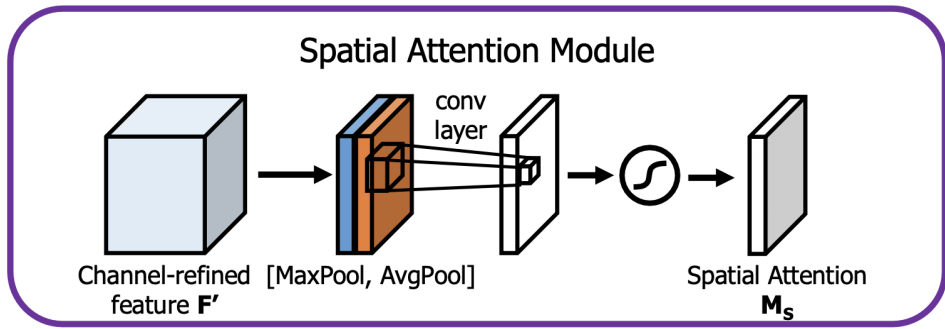 Spatial Attention Module
conv
layer
Channel-refined
feature F’
[MaxPool, AvgPool]
Spatial Attention
Ms